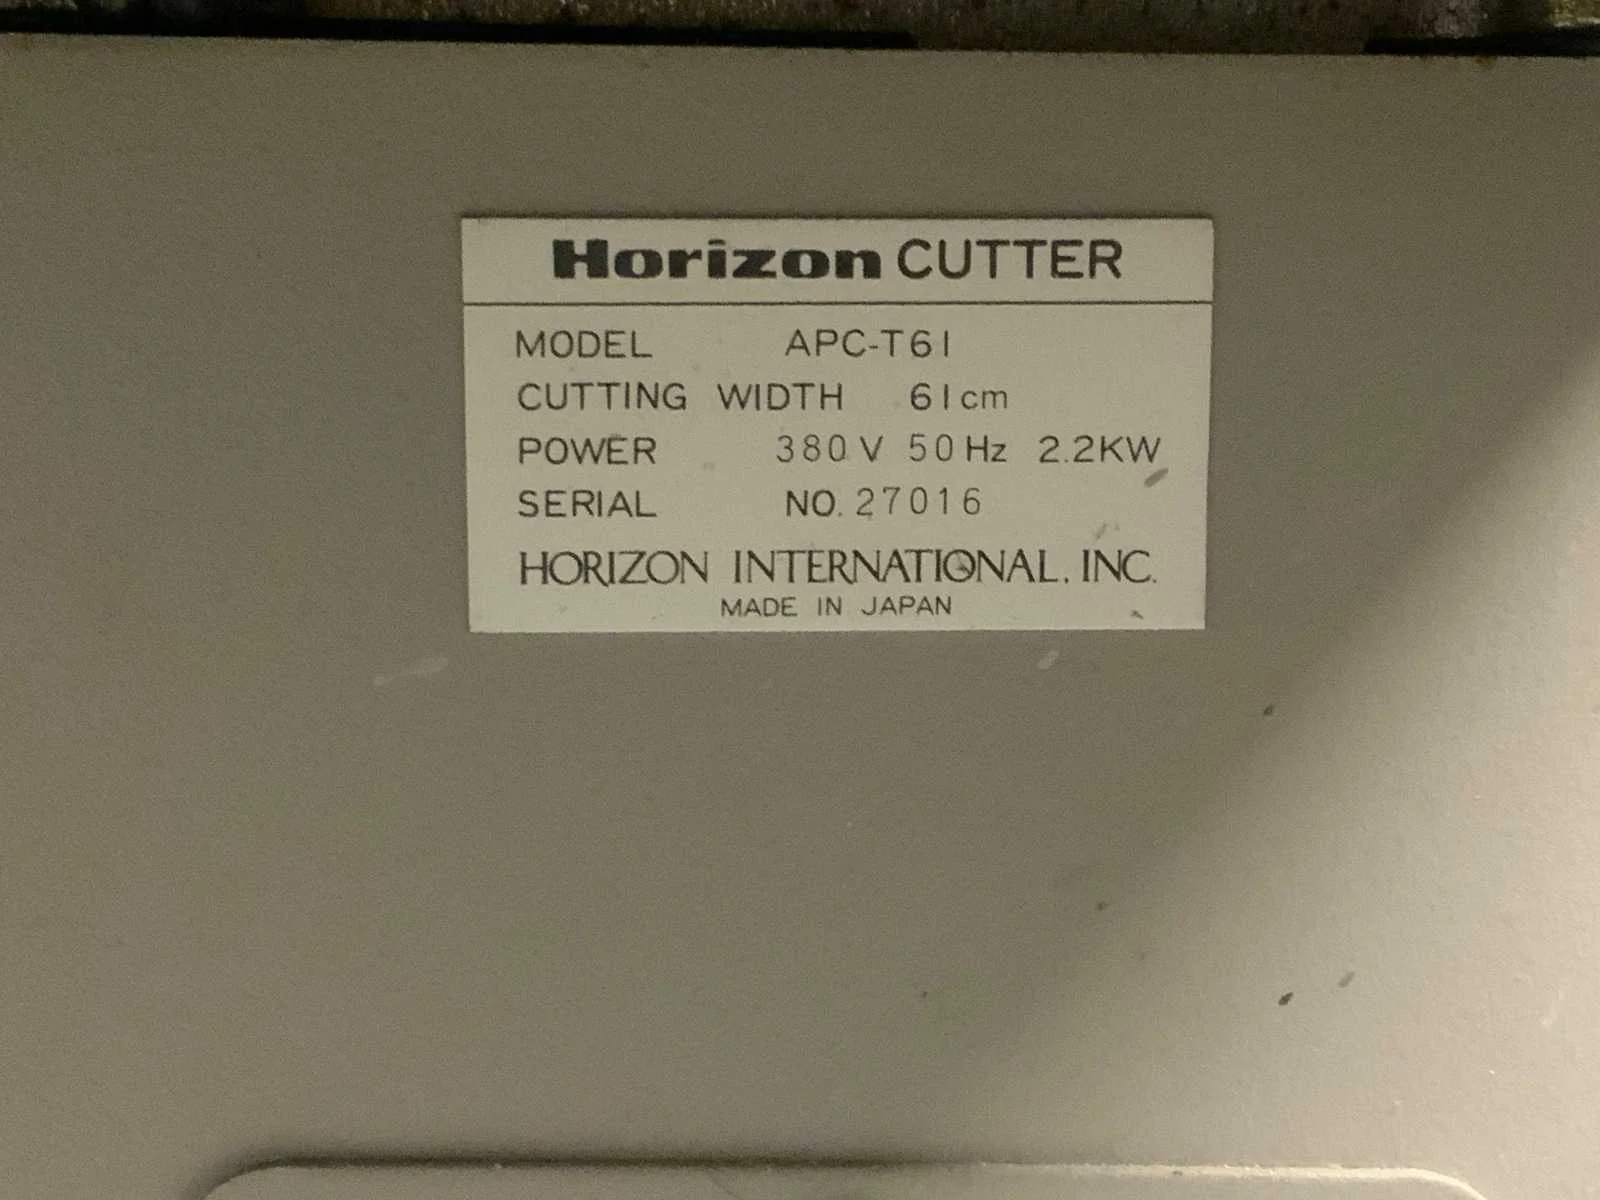 Horizon CUTTER
MODEL APC-T61
CUTTING WIDTH 61cm
POWER 380V 50Hz 2.2KW
SERIAL NO. 27016
HORIZON INTERNATIONAL, INC.
MADE IN JAPAN